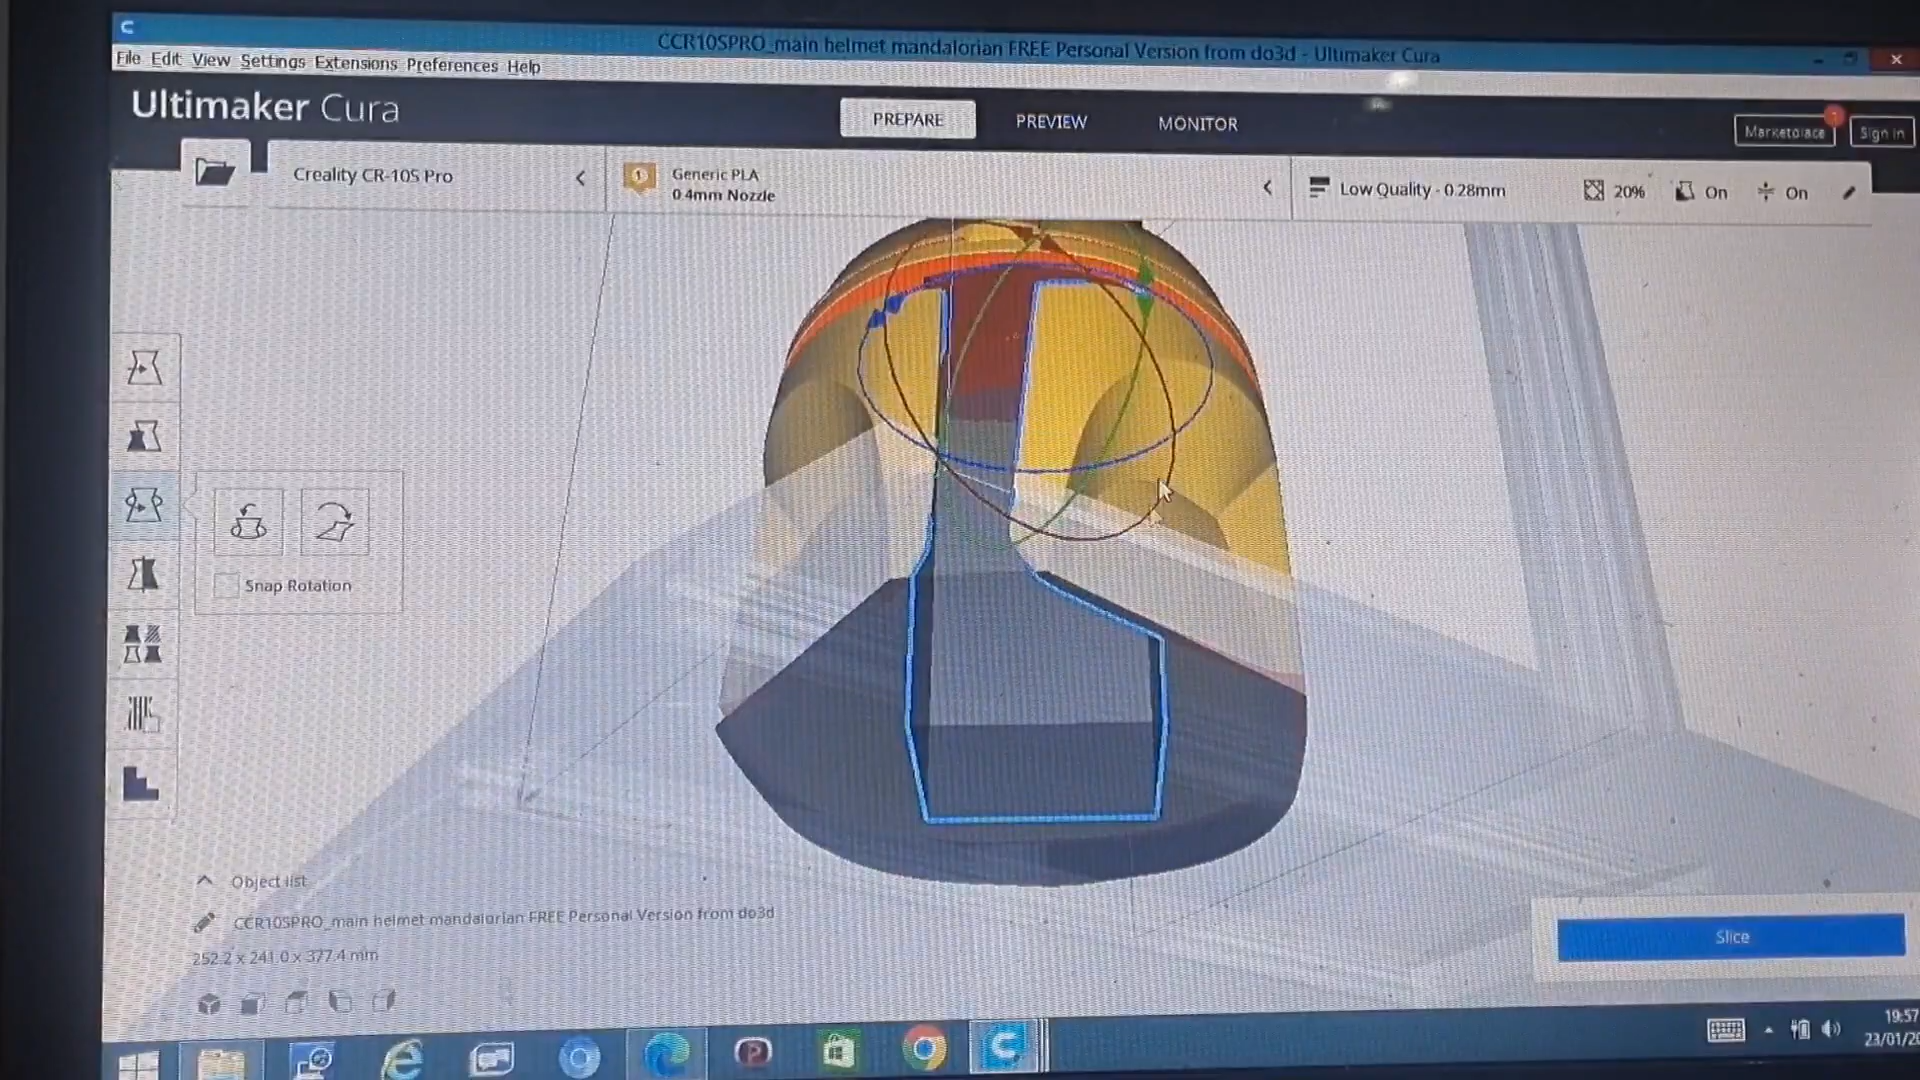 CCR10SPRO_main helmet mandalorian FREE Personal Version from do3d - Ultimaker Cura
File Edit View Settings Extensions Preferences Help
Ultimaker Cura
PREPARE
PREVIEW
MONITOR
Marketplace
Sign in
Creality CR-10S Pro
1
Generic PLA
0.4mm Nozzle
Low Quality - 0.28mm
20%
On
On
Snap Rotation
Object list
CCR10SPRO_main helmet mandalorian FREE Personal Version from do3d
252.2 x 241.0 x 377.4 mm
Slice
19:57
23/01/20